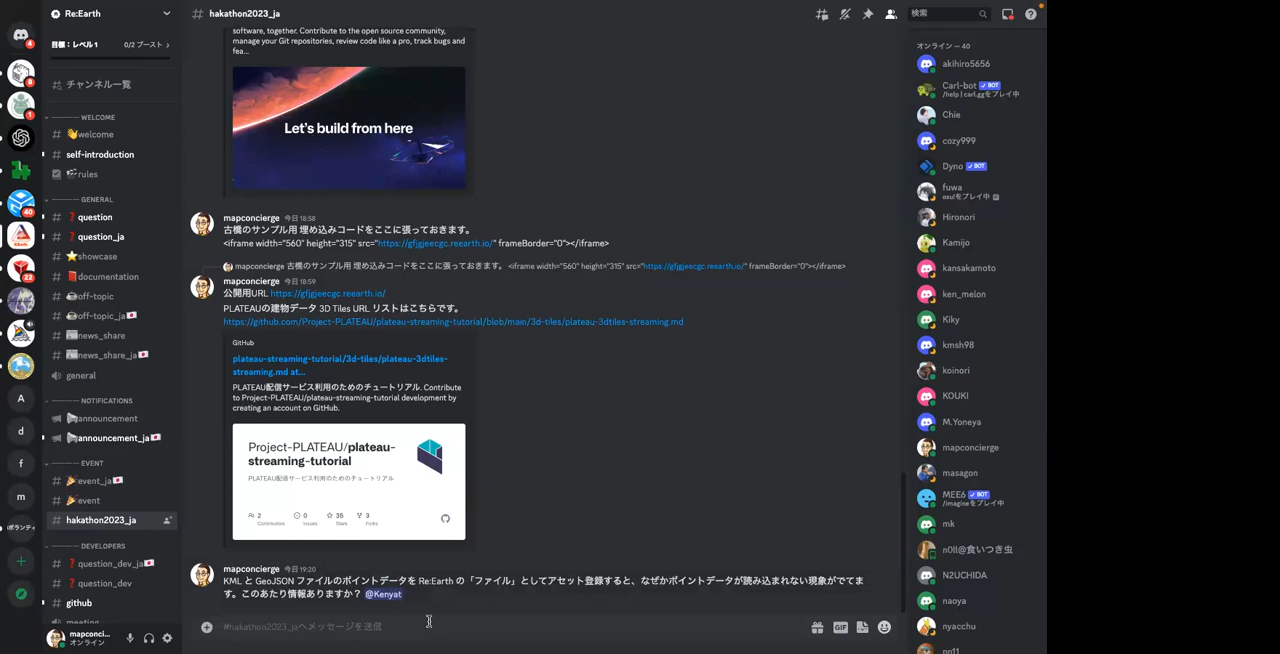 Re:Earth
目標：レベル1
0/2 ブースト
チャンネル一覧
WELCOME
welcome
self-introduction
rules
GENERAL
question
question_ja
showcase
documentation
off-topic
off-topic_ja
news_share
news_share_ja
general
NOTIFICATIONS
announcement
announcement_ja
EVENT
event_ja
event
hakathon2023_ja
DEVELOPERS
question_dev_ja
question_dev
github
meeting
mapconci...
オンライン
4
8
1
40
22
A
d
f
m
ボランティ
hakathon2023_ja
検索
software, together. Contribute to the open source community,
manage your Git repositories, review code like a pro, track bugs and
fea...
Let's build from here
mapconcierge 今日 18:58
古橋のサンプル用 埋め込みコードをここに張っておきます。
<iframe width="560" height="315" src="https://gfjgjeecgc.reearth.io/" frameBorder="0"></iframe>
mapconcierge 古橋のサンプル用 埋め込みコードをここに張っておきます。 <iframe width="560" height="315" src="https://gfjgjeecgc.reearth.io/" frameBorder="0"></iframe>
mapconcierge 今日 18:59
公開用URL https://gfjgjeecgc.reearth.io/
PLATEAUの建物データ 3D Tiles URL リストはこちらです。
https://github.com/Project-PLATEAU/plateau-streaming-tutorial/blob/main/3d-tiles/plateau-3dtiles-streaming.md
GitHub
plateau-streaming-tutorial/3d-tiles/plateau-3dtiles-
streaming.md at...
PLATEAU配信サービス利用のためのチュートリアル. Contribute
to Project-PLATEAU/plateau-streaming-tutorial development by
creating an account on GitHub.
Project-PLATEAU/plateau-
streaming-tutorial
PLATEAU配信サービス利用のためのチュートリアル
2 0 35 3
Contributors Issues Stars Forks
mapconcierge 今日 19:20
KML と GeoJSON ファイルのポイントデータを Re:Earth の「ファイル」としてアセット登録すると、なぜかポイントデータが読み込まれない現象がでてま
す。このあたり情報ありますか？ @Kenyat
#hakathon2023_jaへメッセージを送信
GIF
オンライン — 40
akihiro5656
Carl-bot BOT
/help | carl.ggをプレイ中
Chie
cozy999
Dyno BOT
fuwa
osu!をプレイ中
Hironori
Kamijo
kansakamoto
ken_melon
Kiky
kmsh98
koinori
KOUKI
M.Yoneya
mapconcierge
masagon
MEE6 BOT
/imagineをプレイ中
mk
n0ll@食いつき虫
N2UCHIDA
naoya
nyacchu